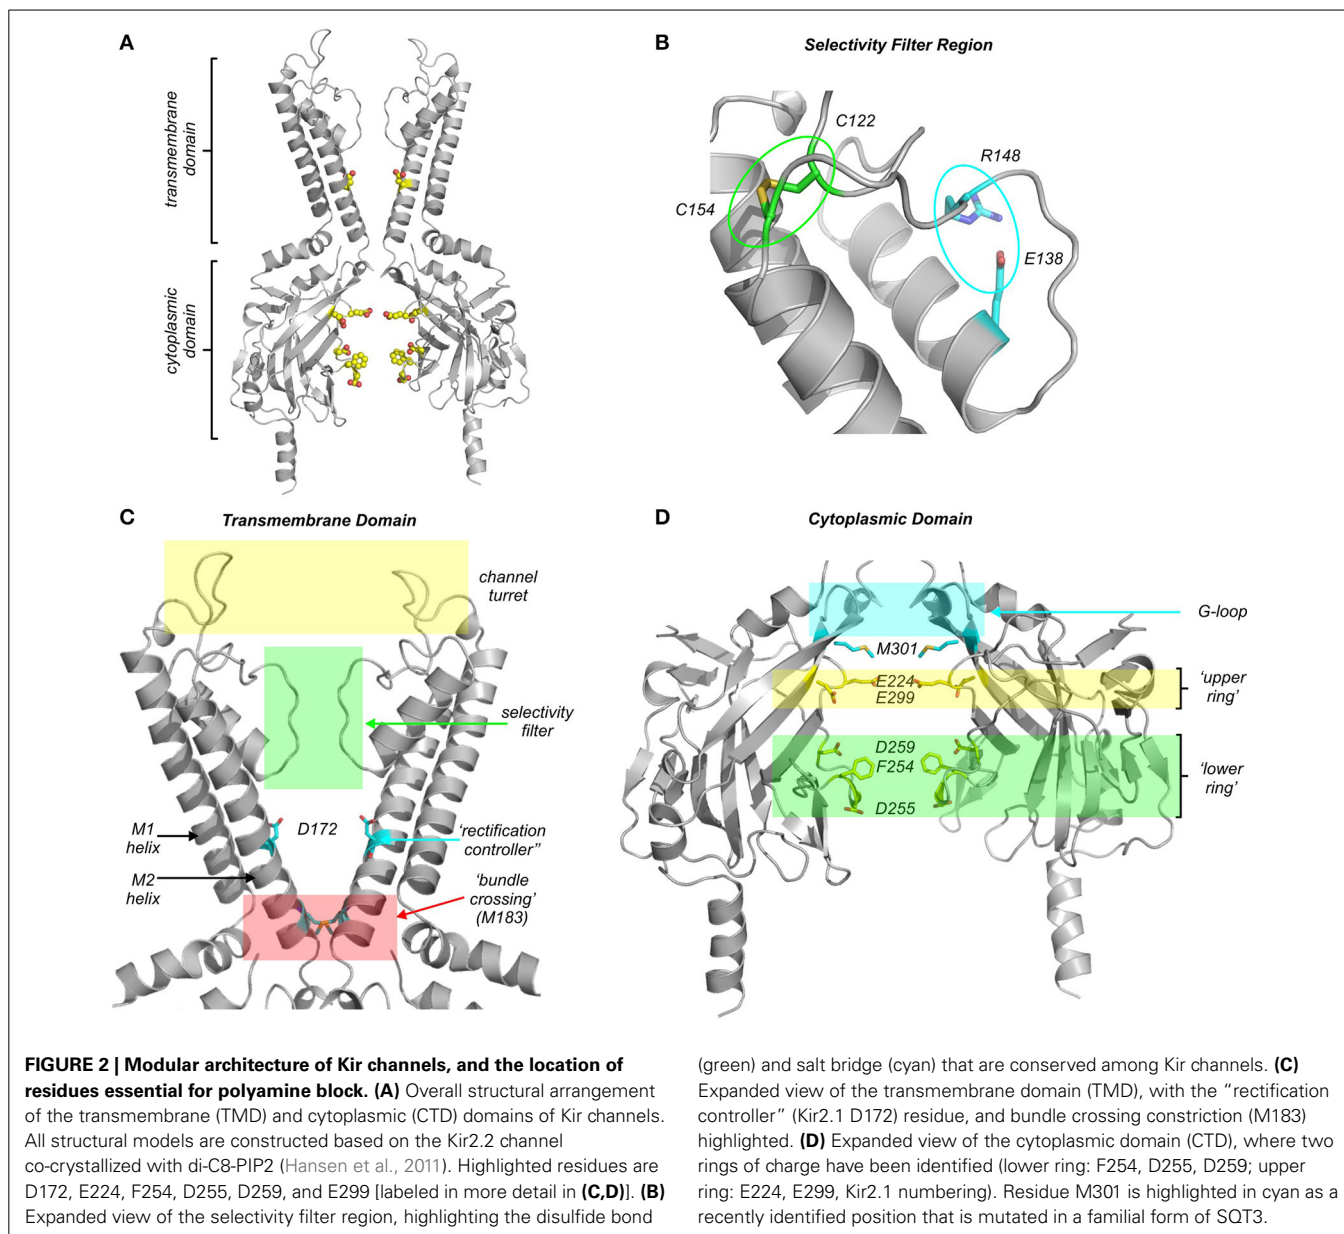 A
transmembrane
domain
cytoplasmic
domain
B
Selectivity Filter Region
C122
R148
C154
E138
C
Transmembrane Domain
channel
turret
selectivity
filter
M1
helix
D172
'rectification
controller"
M2
helix
'bundle
crossing'
(M183)
D
Cytoplasmic Domain
G-loop
M301
E224
E299
'upper
ring'
D259
F254
D255
'lower
ring'
FIGURE 2 | Modular architecture of Kir channels, and the location of
residues essential for polyamine block. (A) Overall structural arrangement
of the transmembrane (TMD) and cytoplasmic (CTD) domains of Kir channels.
All structural models are constructed based on the Kir2.2 channel
co-crystallized with di-C8-PIP2 (Hansen et al., 2011). Highlighted residues are
D172, E224, F254, D255, D259, and E299 [labeled in more detail in (C,D)]. (B)
Expanded view of the selectivity filter region, highlighting the disulfide bond
(green) and salt bridge (cyan) that are conserved among Kir channels. (C)
Expanded view of the transmembrane domain (TMD), with the "rectification
controller" (Kir2.1 D172) residue, and bundle crossing constriction (M183)
highlighted. (D) Expanded view of the cytoplasmic domain (CTD), where two
rings of charge have been identified (lower ring: F254, D255, D259; upper
ring: E224, E299, Kir2.1 numbering). Residue M301 is highlighted in cyan as a
recently identified position that is mutated in a familial form of SQT3.